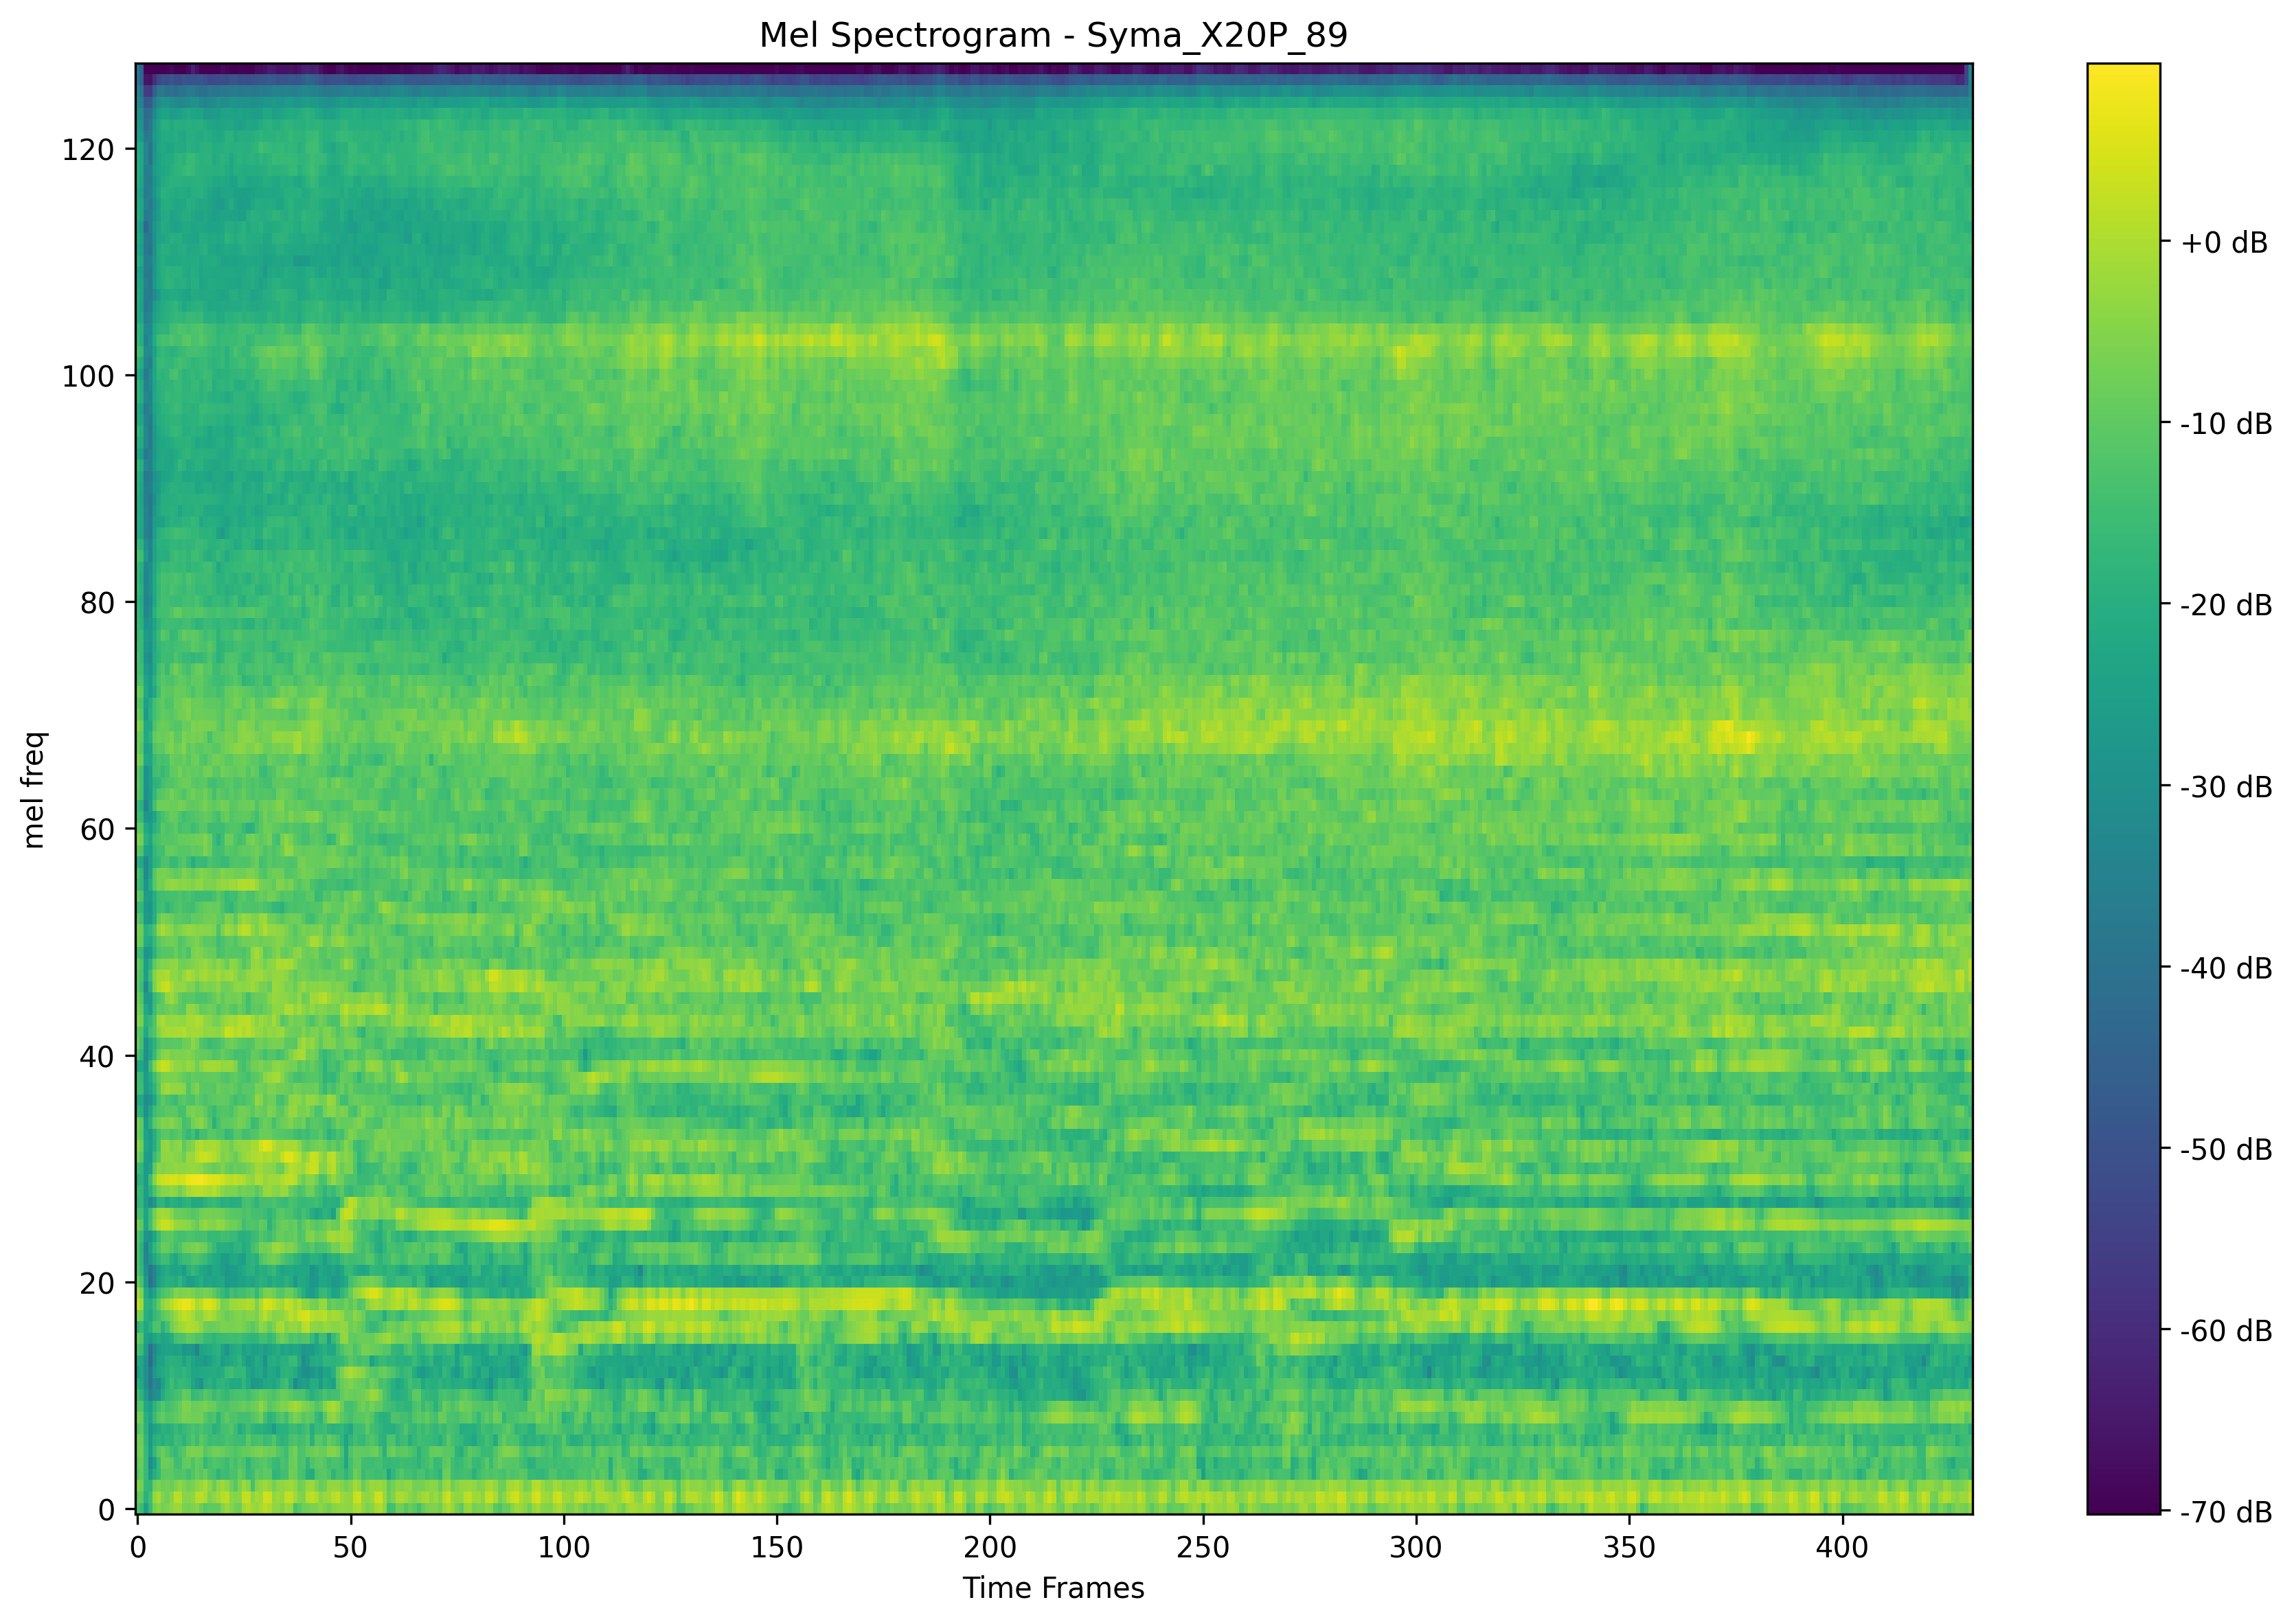 Mel Spectrogram - Syma_X20P_89
120
100
80
60
40
20
0
mel freq
0 50 100 150 200 250 300 350 400
Time Frames
+0 dB
-10 dB
-20 dB
-30 dB
-40 dB
-50 dB
-60 dB
-70 dB